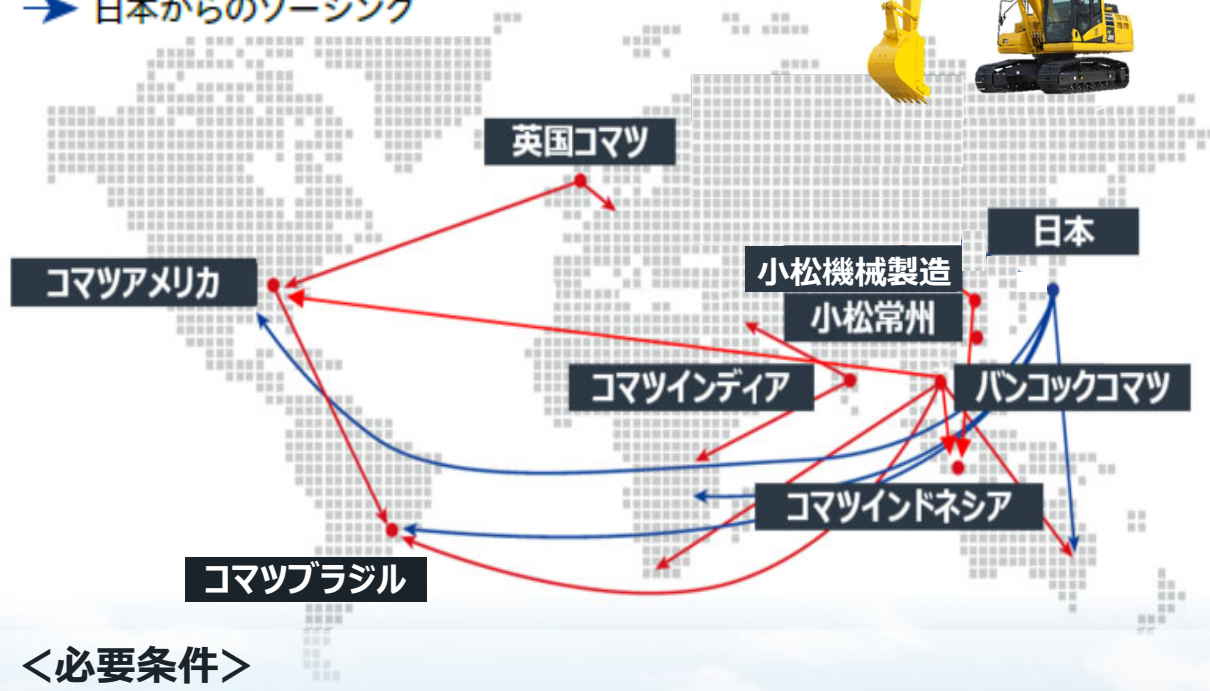 日本からのソーシング
英国コマツ
日本
コマツアメリカ
小松機械製造
小松常州
コマツインディア
バンコックコマツ
コマツインドネシア
コマツブラジル
＜必要条件＞